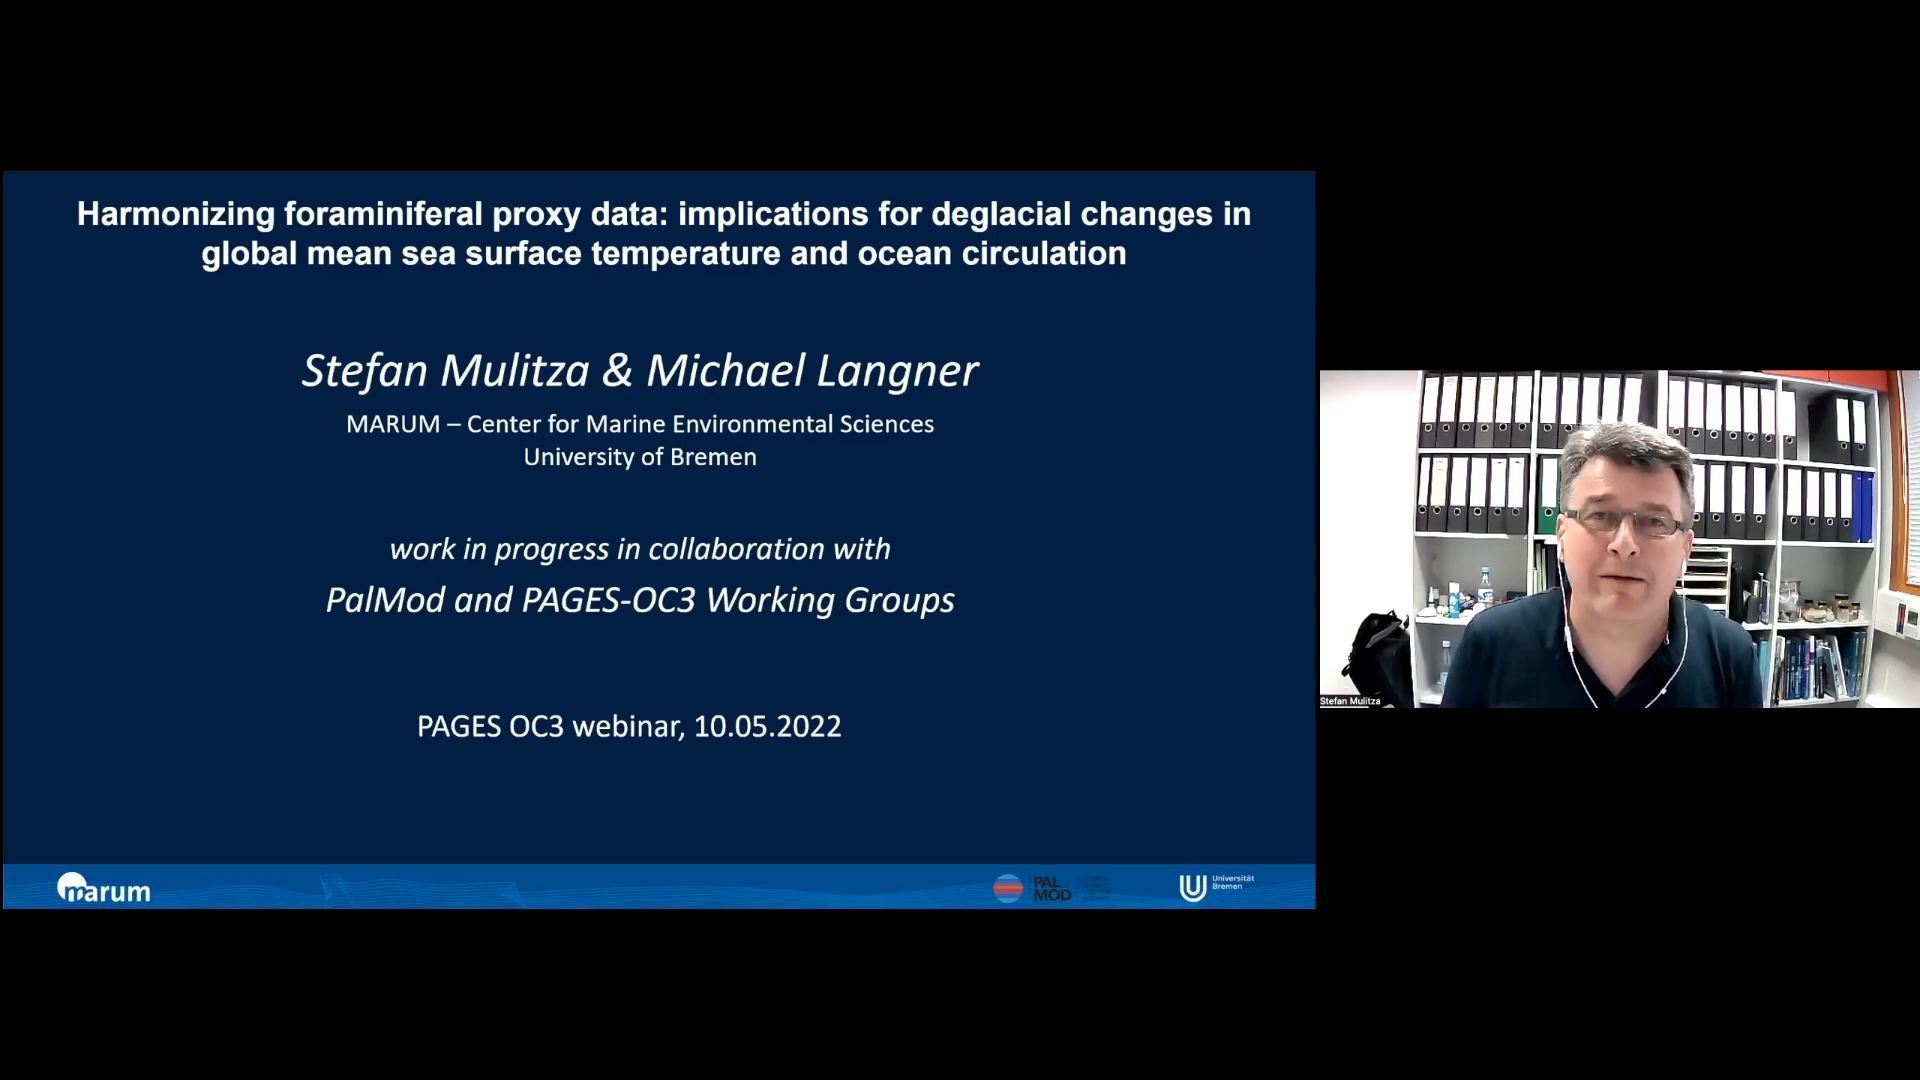 Harmonizing foraminiferal proxy data: implications for deglacial changes in
global mean sea surface temperature and ocean circulation
Stefan Mulitza & Michael Langner
MARUM – Center for Marine Environmental Sciences
University of Bremen
work in progress in collaboration with
PalMod and PAGES-OC3 Working Groups
PAGES OC3 webinar, 10.05.2022
marum
PAL
MOD
Universität
Bremen
Stefan Mulitza